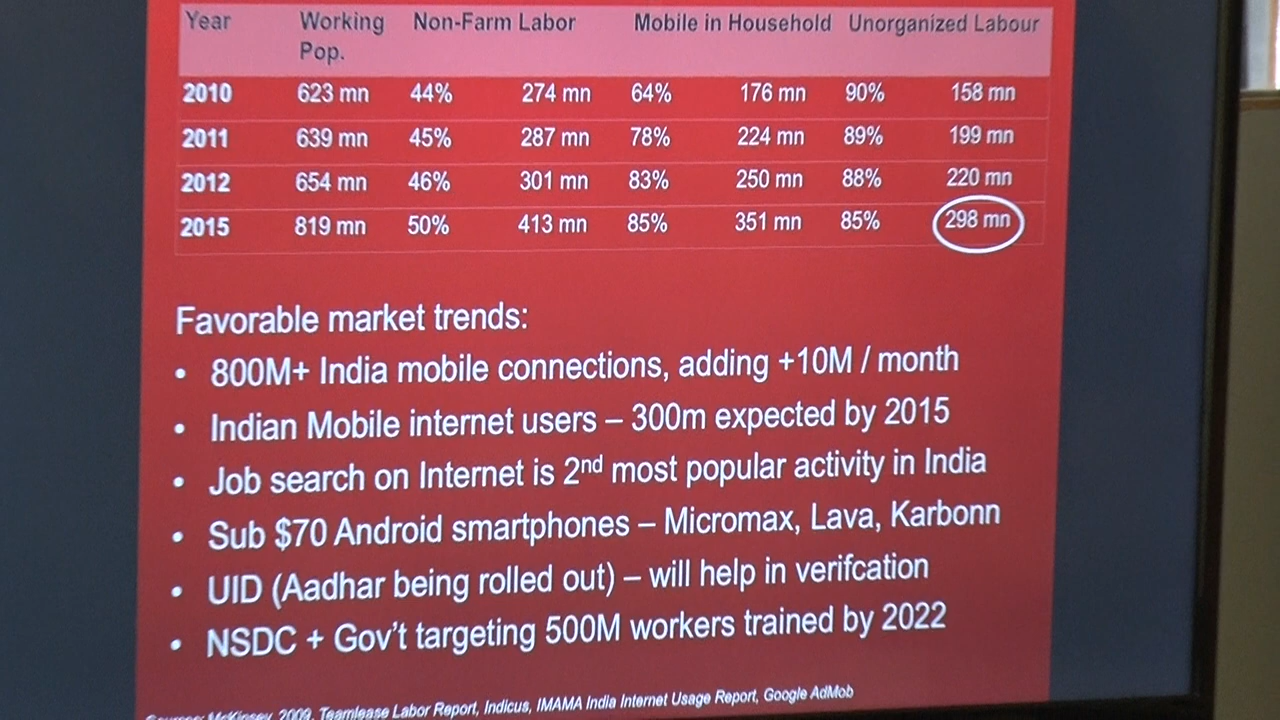 Year Working Pop. Non-Farm Labor Mobile in Household Unorganized Labour
2010 623 mn 44% 274 mn 64% 176 mn 90% 158 mn
2011 639 mn 45% 287 mn 78% 224 mn 89% 199 mn
2012 654 mn 46% 301 mn 83% 250 mn 88% 220 mn
2015 819 mn 50% 413 mn 85% 351 mn 85% 298 mn
Favorable market trends:
• 800M+ India mobile connections, adding +10M / month
• Indian Mobile internet users – 300m expected by 2015
• Job search on Internet is 2nd most popular activity in India
• Sub $70 Android smartphones – Micromax, Lava, Karbonn
• UID (Aadhar being rolled out) – will help in verifcation
• NSDC + Gov't targeting 500M workers trained by 2022
McKinsey, 2009, Teamlease Labor Report, Indicus, IMAMA India Internet Usage Report, Google AdMob